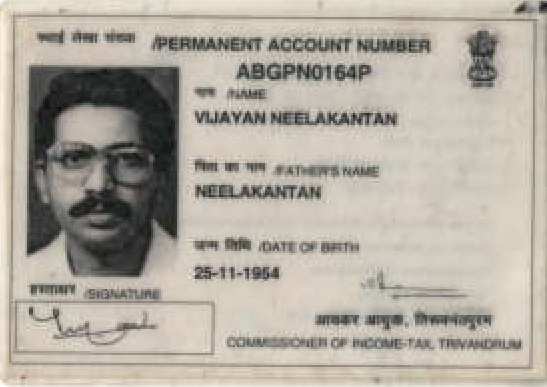 स्थाई लेखा संख्या /PERMANENT ACCOUNT NUMBER
ABGPN0164P
नाम /NAME
VIJAYAN NEELAKANTAN
पिता का नाम /FATHER'S NAME
NEELAKANTAN
जन्म तिथि /DATE OF BIRTH
25-11-1954
हस्ताक्षर /SIGNATURE
आयकर आयुक्त, तिरुवनंतपुरम
COMMISSIONER OF INCOME-TAX, TRIVANDRUM